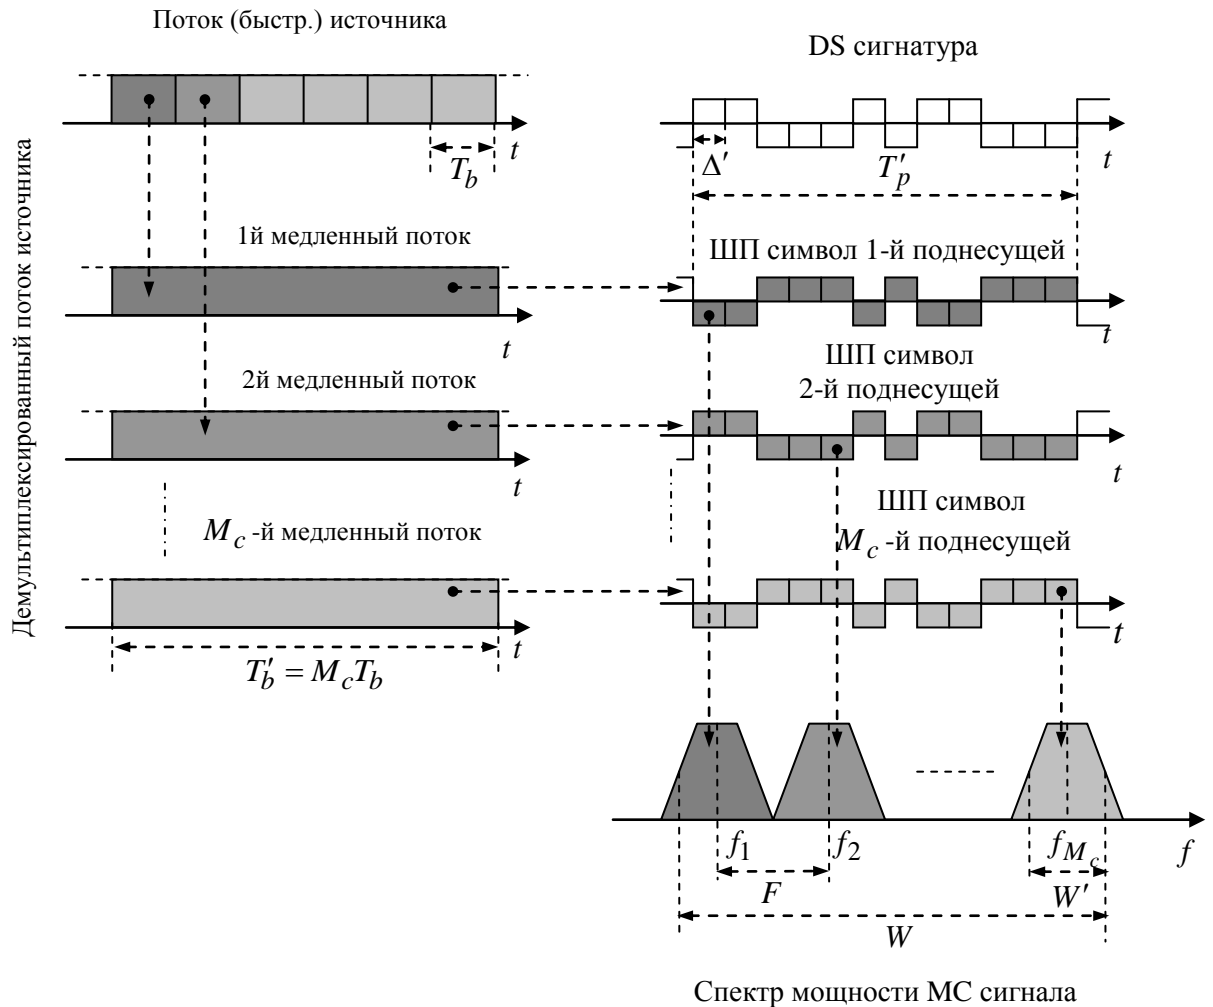 Поток (быстр.) источника
DS сигнатура
t
T_b
Δ′
T′_p
t
Демультиплексированный поток источника
1й медленный поток
ШП символ 1-й поднесущей
t
t
2й медленный поток
ШП символ
2-й поднесущей
t
t
M_c -й медленный поток
ШП символ
M_c -й поднесущей
t
t
T′_b = M_c T_b
f_1
f_2
f_{M_c}
f
F
W′
W
Спектр мощности МС сигнала